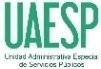 UAESP
Unidad Administrativa Especial
de Servicios Públicos